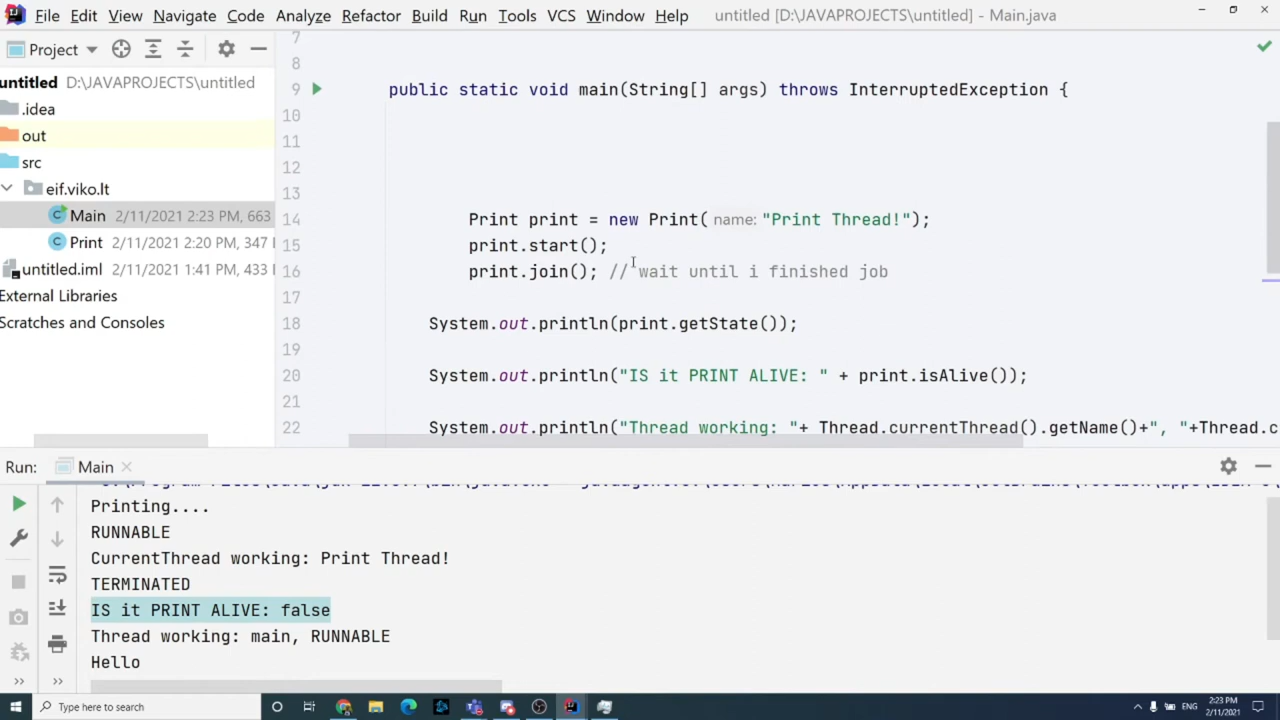 File Edit View Navigate Code Analyze Refactor Build Run Tools VCS Window Help untitled [D:\JAVAPROJECTS\untitled] - Main.java
Project
untitled D:\JAVAPROJECTS\untitled
.idea
out
src
eif.viko.lt
Main 2/11/2021 2:23 PM, 663
Print 2/11/2021 2:20 PM, 347
untitled.iml 2/11/2021 1:41 PM, 433
External Libraries
Scratches and Consoles
7
8
9 public static void main(String[] args) throws InterruptedException {
10
11
12
13
14 Print print = new Print( name: "Print Thread!");
15 print.start();
16 print.join(); // wait until i finished job
17
18 System.out.println(print.getState());
19
20 System.out.println("IS it PRINT ALIVE: " + print.isAlive());
21
22 System.out.println("Thread working: "+ Thread.currentThread().getName()+", "+Thread.c
Run: Main
Printing....
RUNNABLE
CurrentThread working: Print Thread!
TERMINATED
IS it PRINT ALIVE: false
Thread working: main, RUNNABLE
Hello
Type here to search
ENG
2:23 PM
2/11/2021